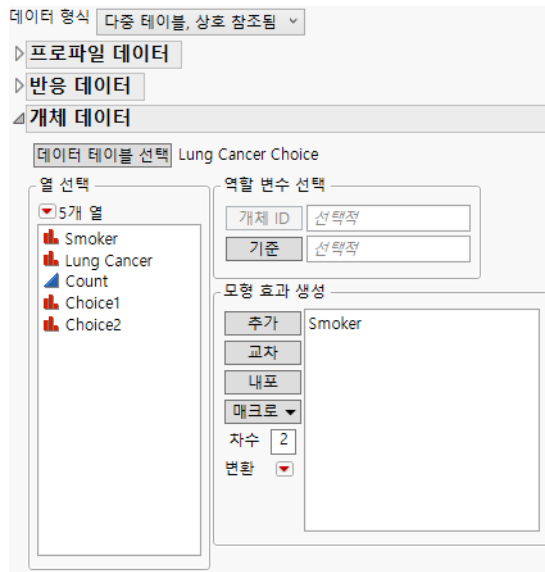 데이터 형식 다중 테이블, 상호 참조됨
프로파일 데이터
반응 데이터
개체 데이터
데이터 테이블 선택 Lung Cancer Choice
열 선택
5개 열
Smoker
Lung Cancer
Count
Choice1
Choice2
역할 변수 선택
개체 ID 선택적
기준 선택적
모형 효과 생성
추가 Smoker
교차
내포
매크로
차수 2
변환